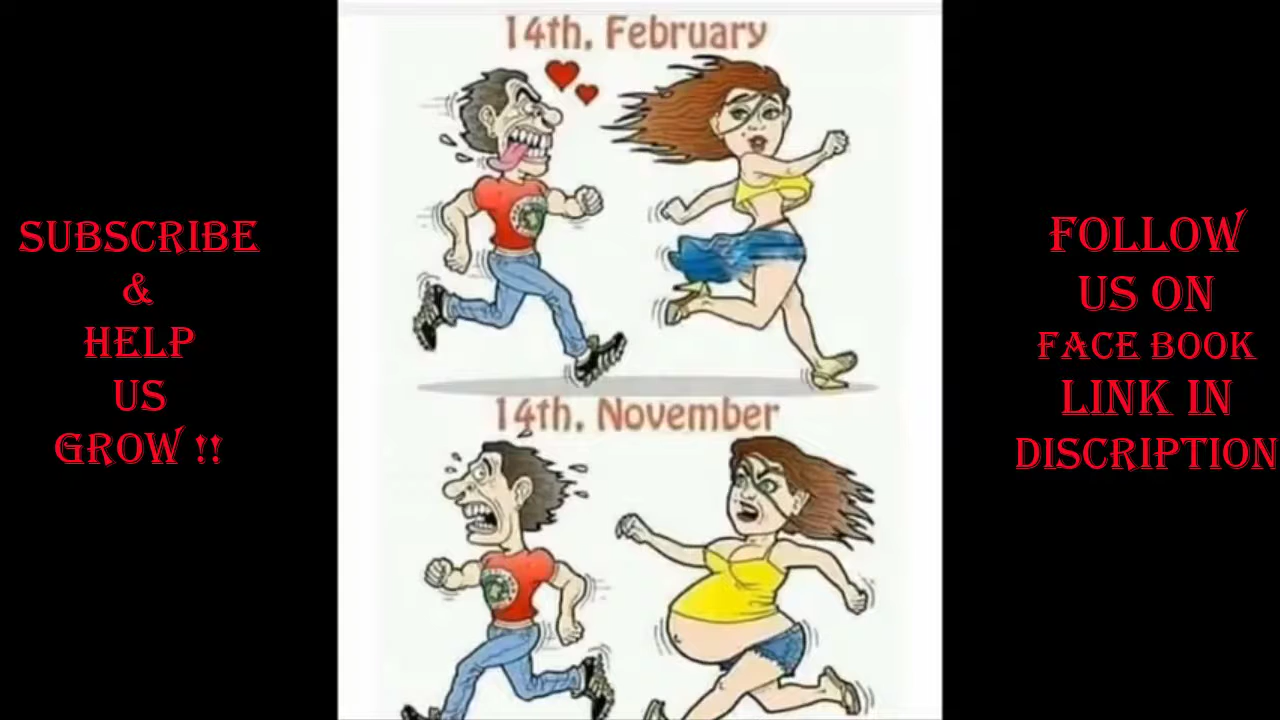 14th, February
SUBSCRIBE
&
HELP
US
GROW !!
FOLLOW
US ON
FACE BOOK
LINK IN
DISCRIPTION
14th, November